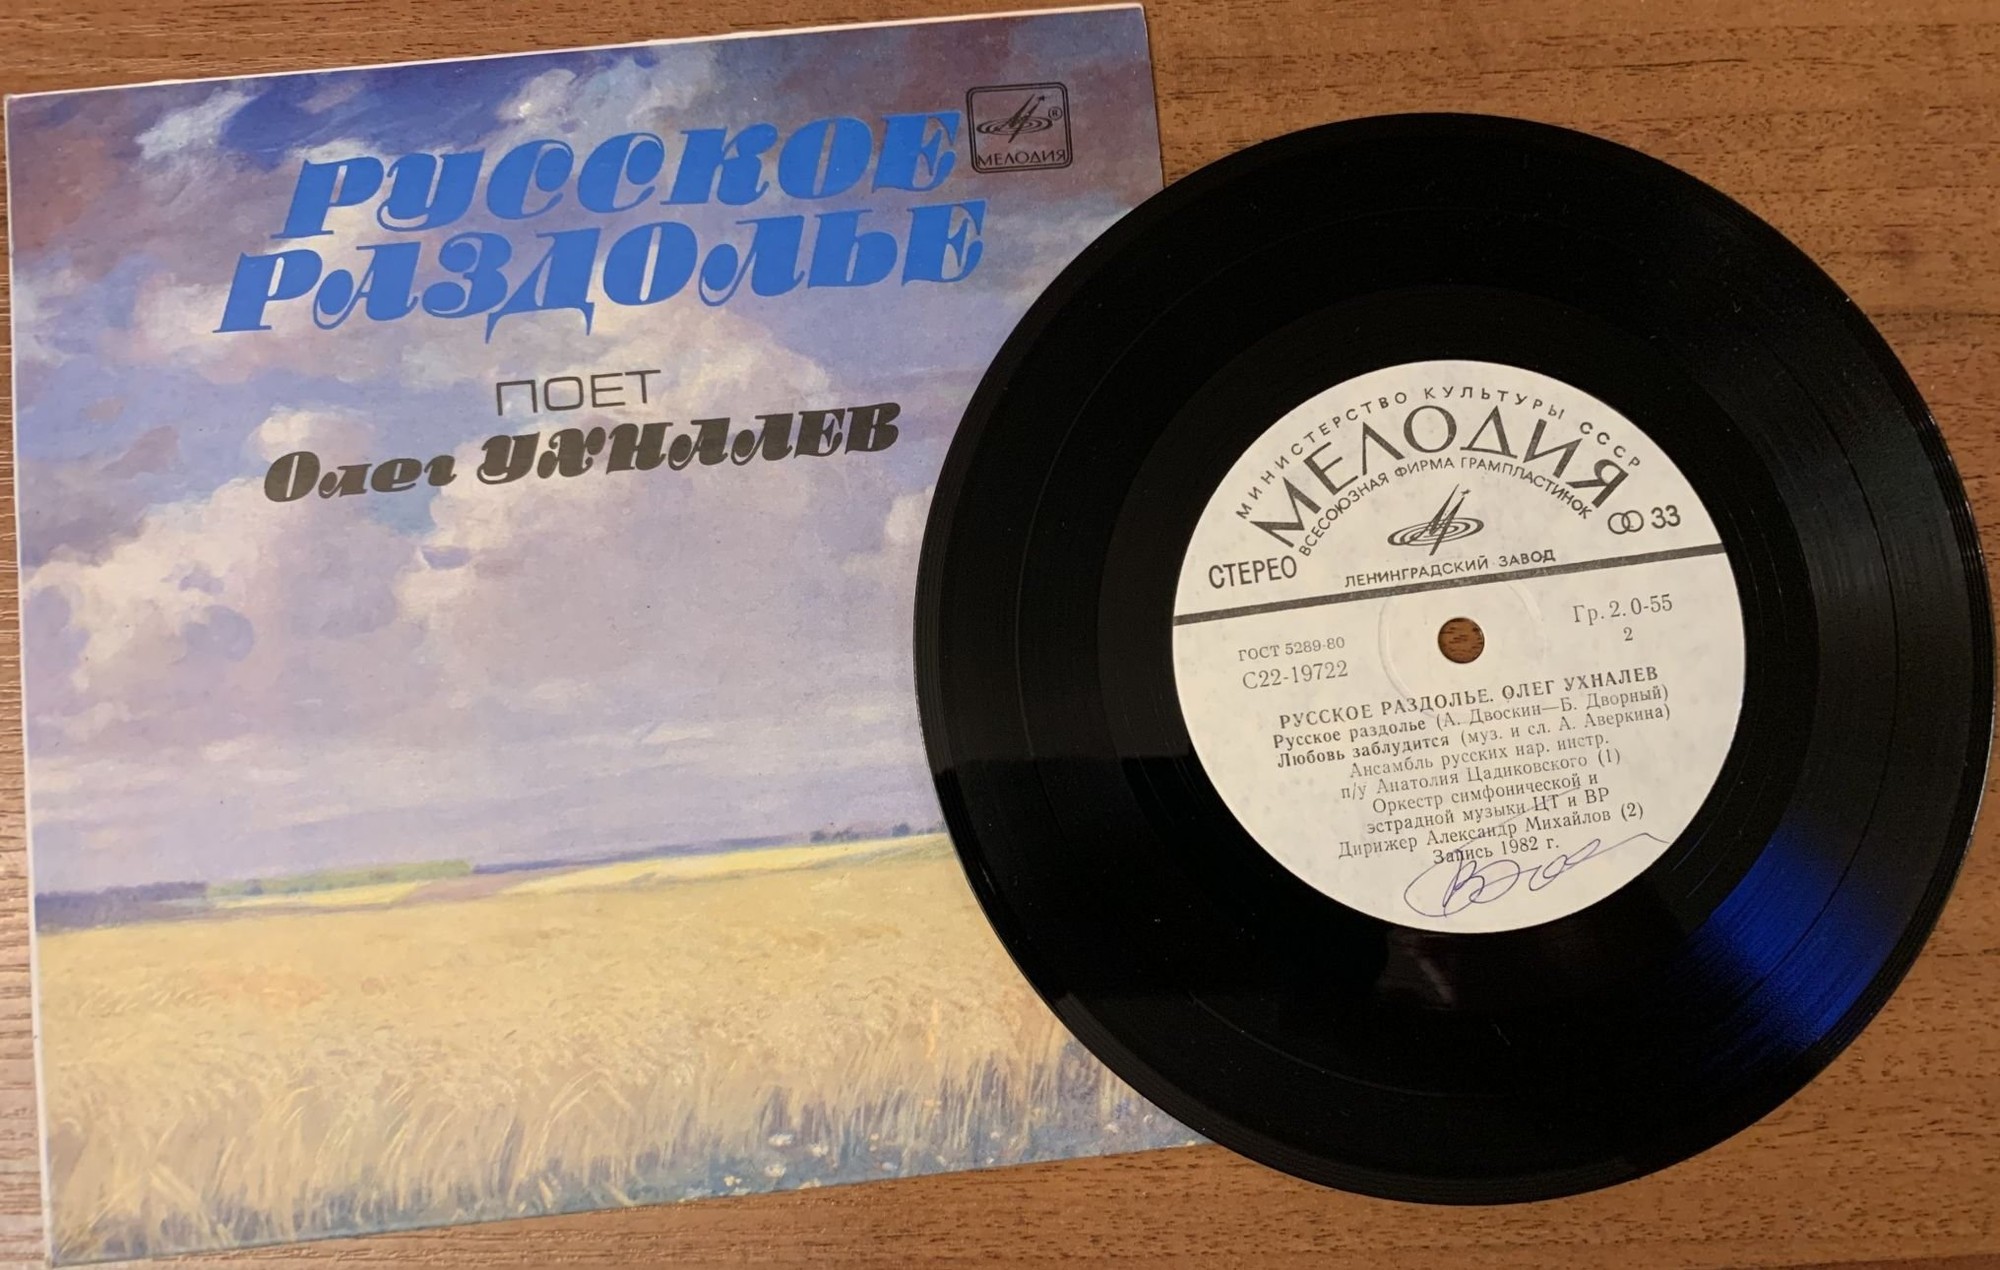 РУССКОЕ
РАЗДОЛЬЕ
МЕЛОДИЯ
ПОЕТ
Олег УХНАЛЕВ
МИНИСТЕРСТВО КУЛЬТУРЫ СССР
МЕЛОДИЯ
ВСЕСОЮЗНАЯ ФИРМА ГРАМПЛАСТИНОК
СТЕРЕО
33
ЛЕНИНГРАДСКИЙ ЗАВОД
ГОСТ 5289-80
С22-19722
Гр. 2. 0-55
2
РУССКОЕ РАЗДОЛЬЕ. ОЛЕГ УХНАЛЕВ
Русское раздолье (А. Двоскин—Б. Дворный)
Любовь заблудится (муз. и сл. А. Аверкина)
Ансамбль русских нар. инстр.
п/у Анатолия Цадиковского (1)
Оркестр симфонической и
эстрадной музыки ЦТ и ВР
Дирижер Александр Михайлов (2)
Запись 1982 г.